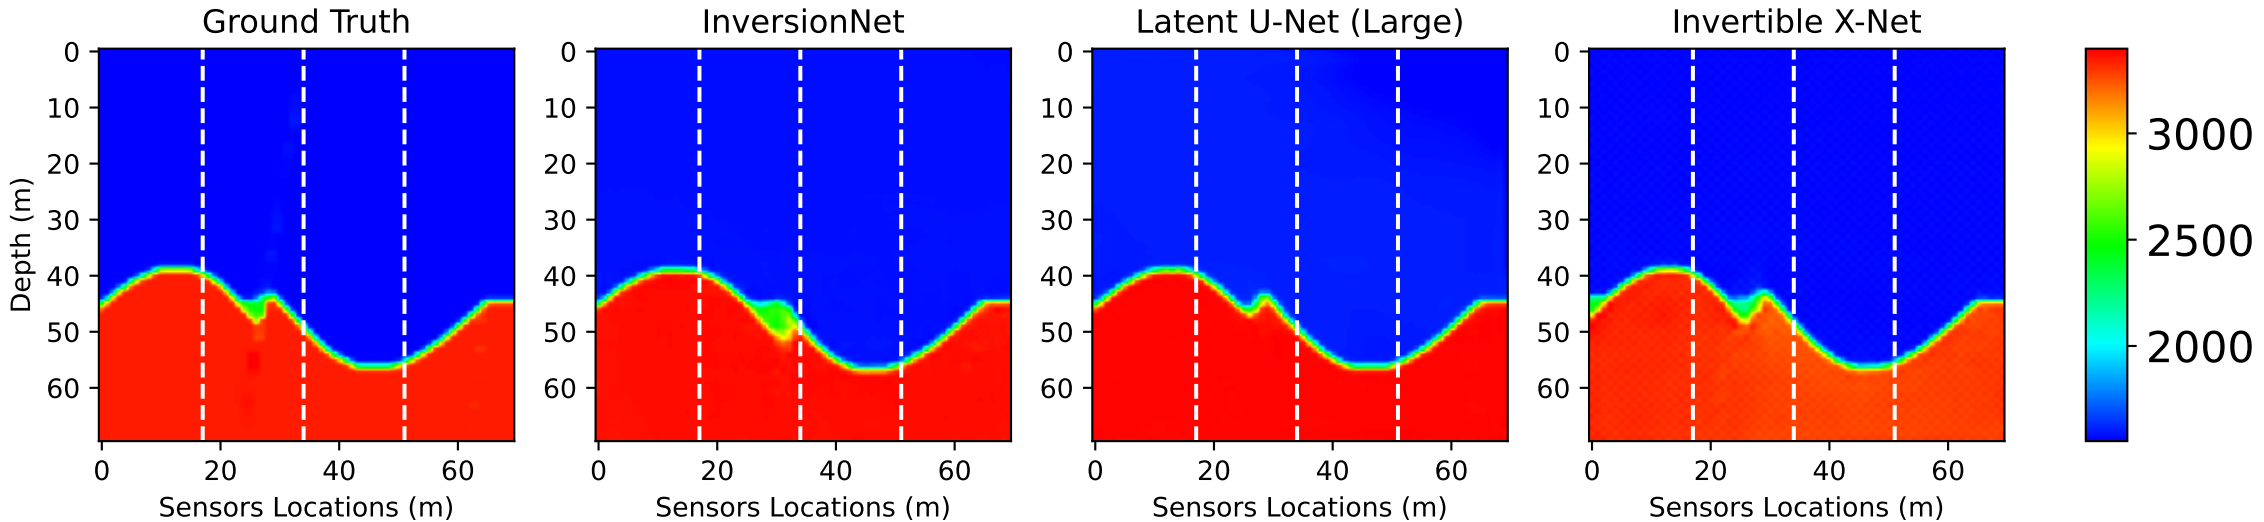 Ground Truth
InversionNet
Latent U-Net (Large)
Invertible X-Net
0
10
20
30
40
50
60
Depth (m)
0 20 40 60
Sensors Locations (m)
0
10
20
30
40
50
60
0 20 40 60
Sensors Locations (m)
0
10
20
30
40
50
60
0 20 40 60
Sensors Locations (m)
0
10
20
30
40
50
60
0 20 40 60
Sensors Locations (m)
3000
2500
2000